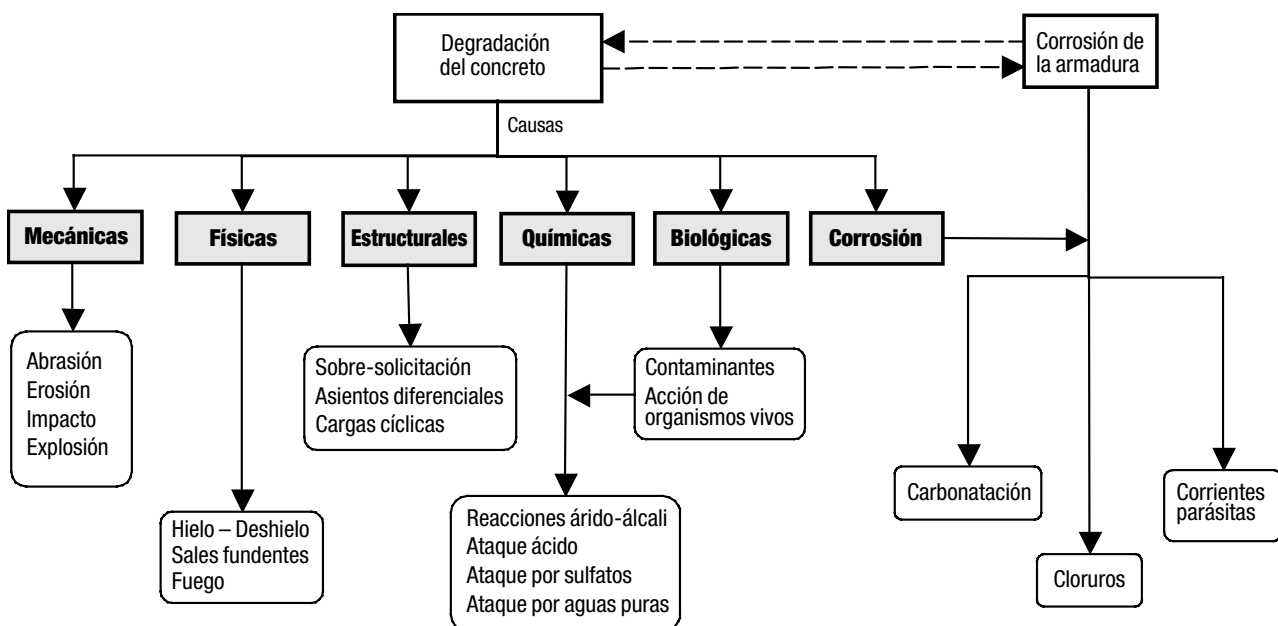 Degradación
del concreto
Corrosión de
la armadura
Causas
Mecánicas
Físicas
Estructurales
Químicas
Biológicas
Corrosión
Abrasión
Erosión
Impacto
Explosión
Sobre-solicitación
Asientos diferenciales
Cargas cíclicas
Contaminantes
Acción de
organismos vivos
Hielo – Deshielo
Sales fundentes
Fuego
Reacciones árido-álcali
Ataque ácido
Ataque por sulfatos
Ataque por aguas puras
Carbonatación
Cloruros
Corrientes
parásitas